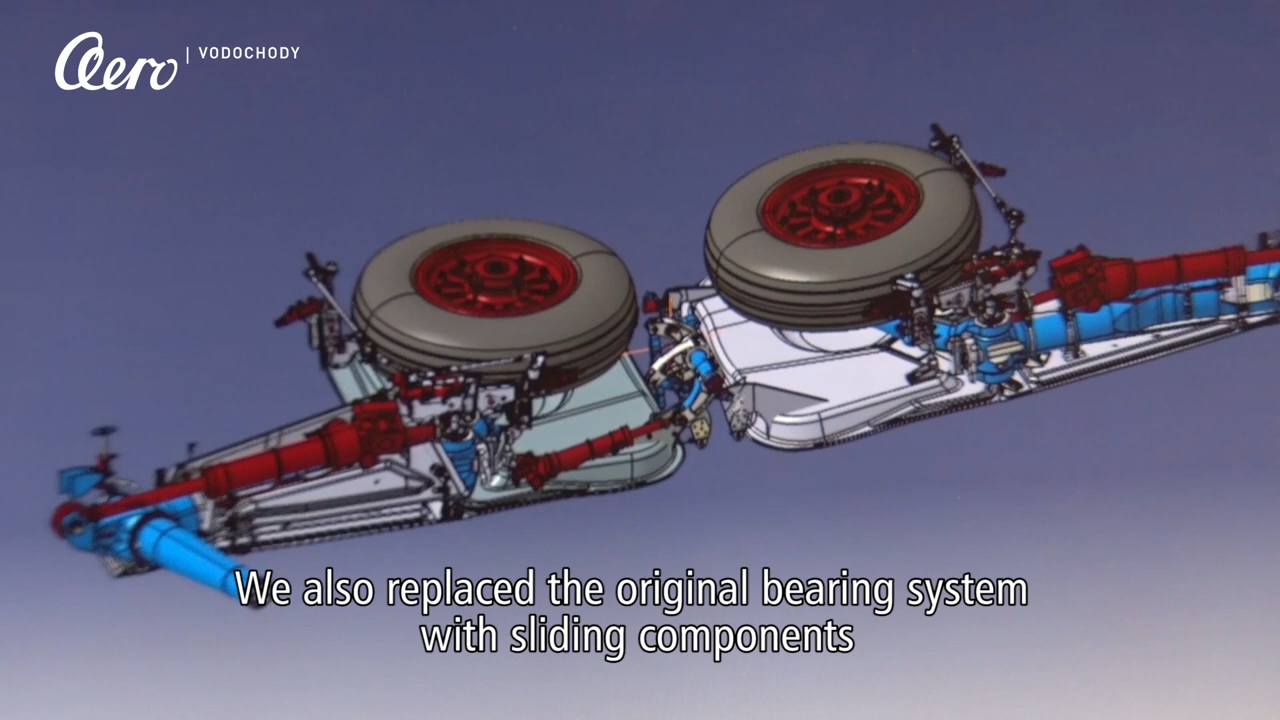 Aero | VODOCHODY
We also replaced the original bearing system
with sliding components